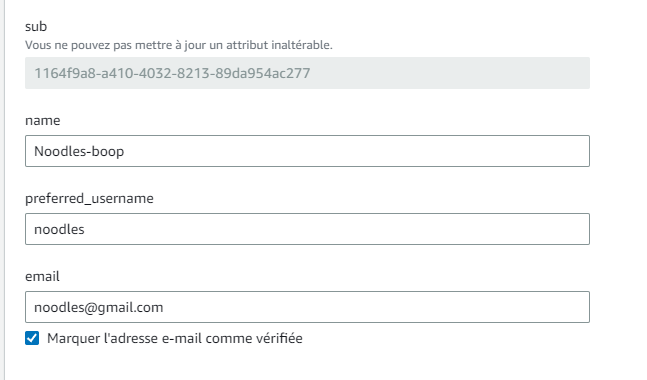 sub
Vous ne pouvez pas mettre à jour un attribut inaltérable.
1164f9a8-a410-4032-8213-89da954ac277
name
Noodles-boop
preferred_username
noodles
email
noodles@gmail.com
Marquer l'adresse e-mail comme vérifiée